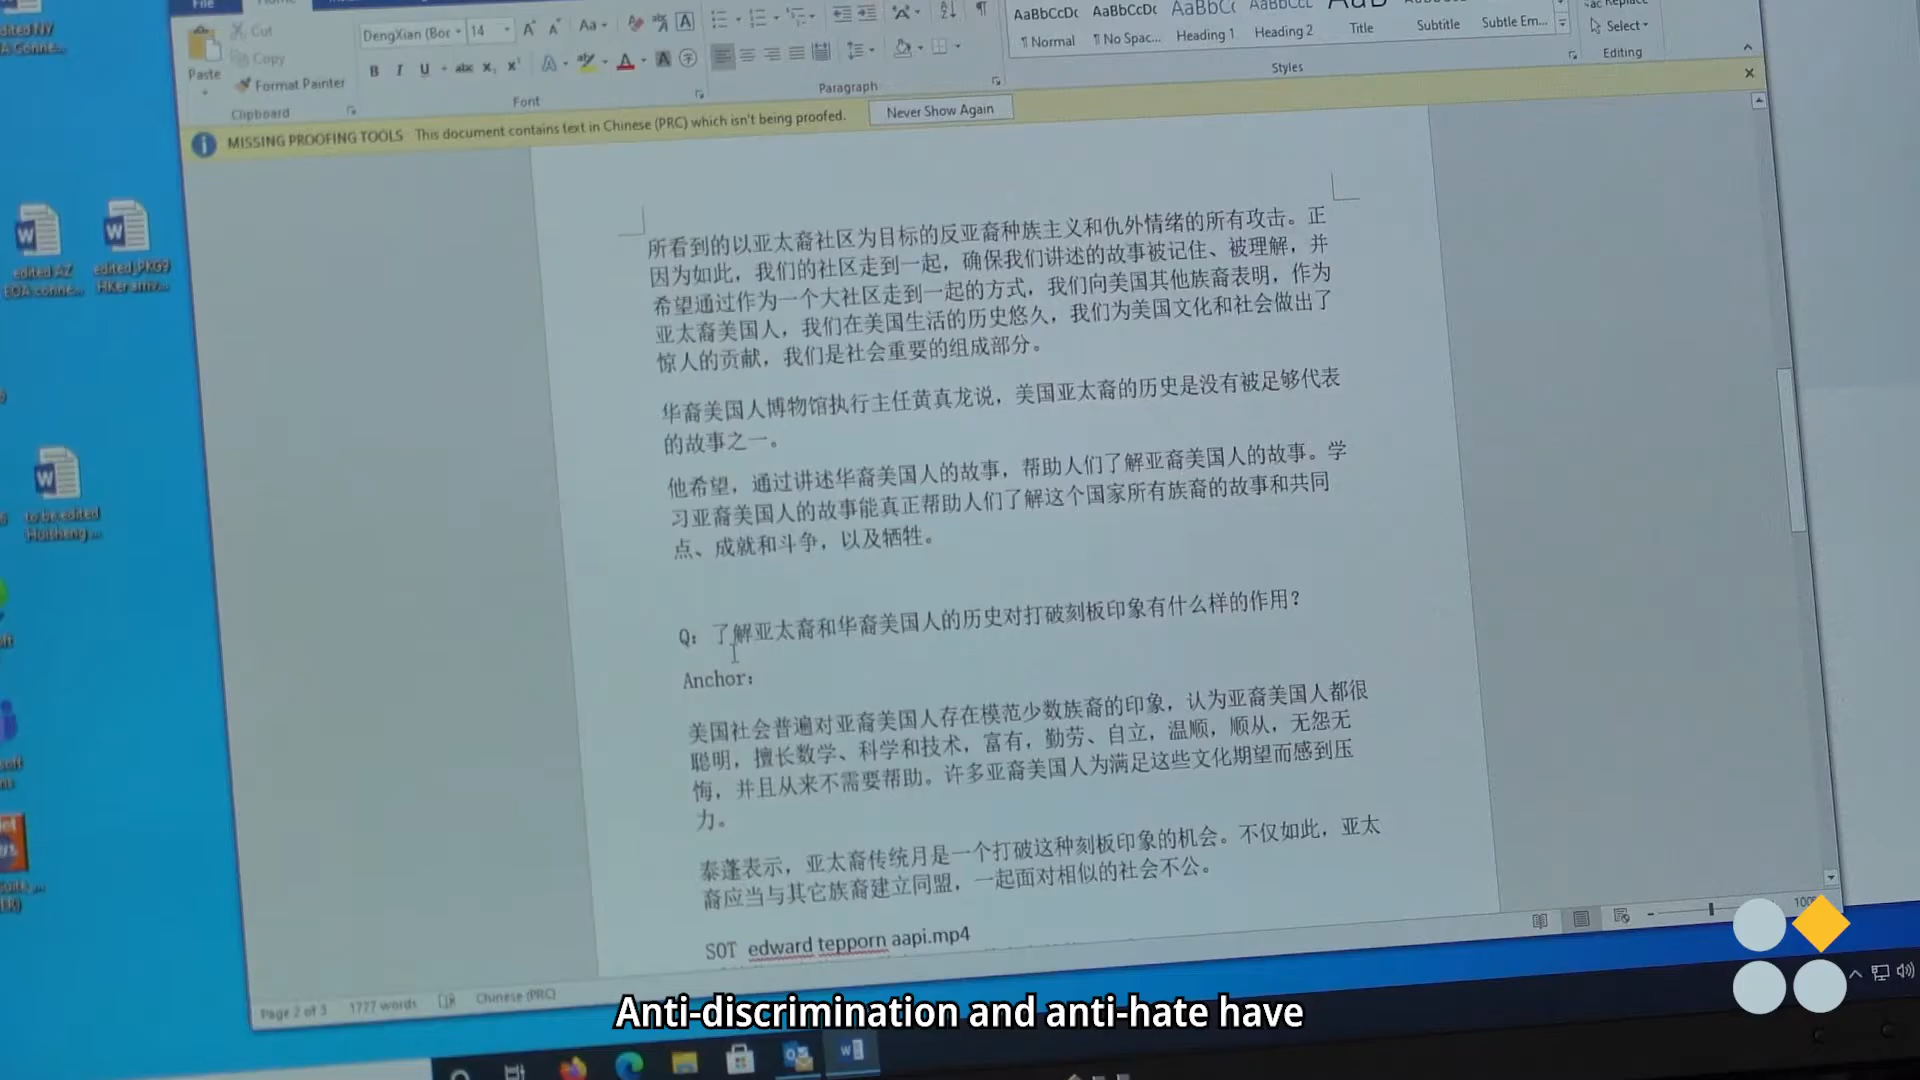 File
Cut
Copy
Paste
Format Painter
Clipboard
DengXian (Bor
14
Aa
Font
Paragraph
AaBbCcDc
AaBbCcDc
AaBbCc
¶ Normal
¶ No Spac...
Heading 1
Heading 2
Title
Subtitle
Subtle Em...
Styles
Replace
Select
Editing
MISSING PROOFING TOOLS This document contains text in Chinese (PRC) which isn't being proofed.
Never Show Again
所看到的以亚太裔社区为目标的反亚裔种族主义和仇外情绪的所有攻击。正
因为如此，我们的社区走到一起，确保我们讲述的故事被记住、被理解，并
希望通过作为一个大社区走到一起的方式，我们向美国其他族裔表明，作为
亚太裔美国人，我们在美国生活的历史悠久，我们为美国文化和社会做出了
惊人的贡献，我们是社会重要的组成部分。
华裔美国人博物馆执行主任黄真龙说，美国亚太裔的历史是没有被足够代表
的故事之一。
他希望，通过讲述华裔美国人的故事，帮助人们了解亚裔美国人的故事。学
习亚裔美国人的故事能真正帮助人们了解这个国家所有族裔的故事和共同
点、成就和斗争，以及牺牲。
Q：了解亚太裔和华裔美国人的历史对打破刻板印象有什么样的作用？
Anchor：
美国社会普遍对亚裔美国人存在模范少数族裔的印象，认为亚裔美国人都很
聪明，擅长数学、科学和技术，富有，勤劳、自立，温顺，顺从，无怨无
悔，并且从来不需要帮助。许多亚裔美国人为满足这些文化期望而感到压
力。
泰蓬表示，亚太裔传统月是一个打破这种刻板印象的机会。不仅如此，亚太
裔应当与其它族裔建立同盟，一起面对相似的社会不公。
SOT edward tepporn aapi.mp4
Page 2 of 3
1777 words
Chinese (PRC)
edited AZ
edited PKG9
HKer arriv...
to be edited
Huisheng ...
Anti-discrimination and anti-hate have